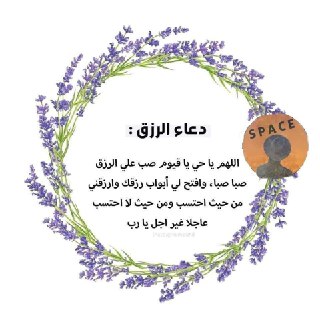 دعاء الرزق :
SPACE
اللهم يا حي يا قيوم صب علي الرزق
صبا صبا، وافتح لي أبواب رزقك وارزقني
من حيث احتسب ومن حيث لا احتسب
عاجلا غير اجل يا رب